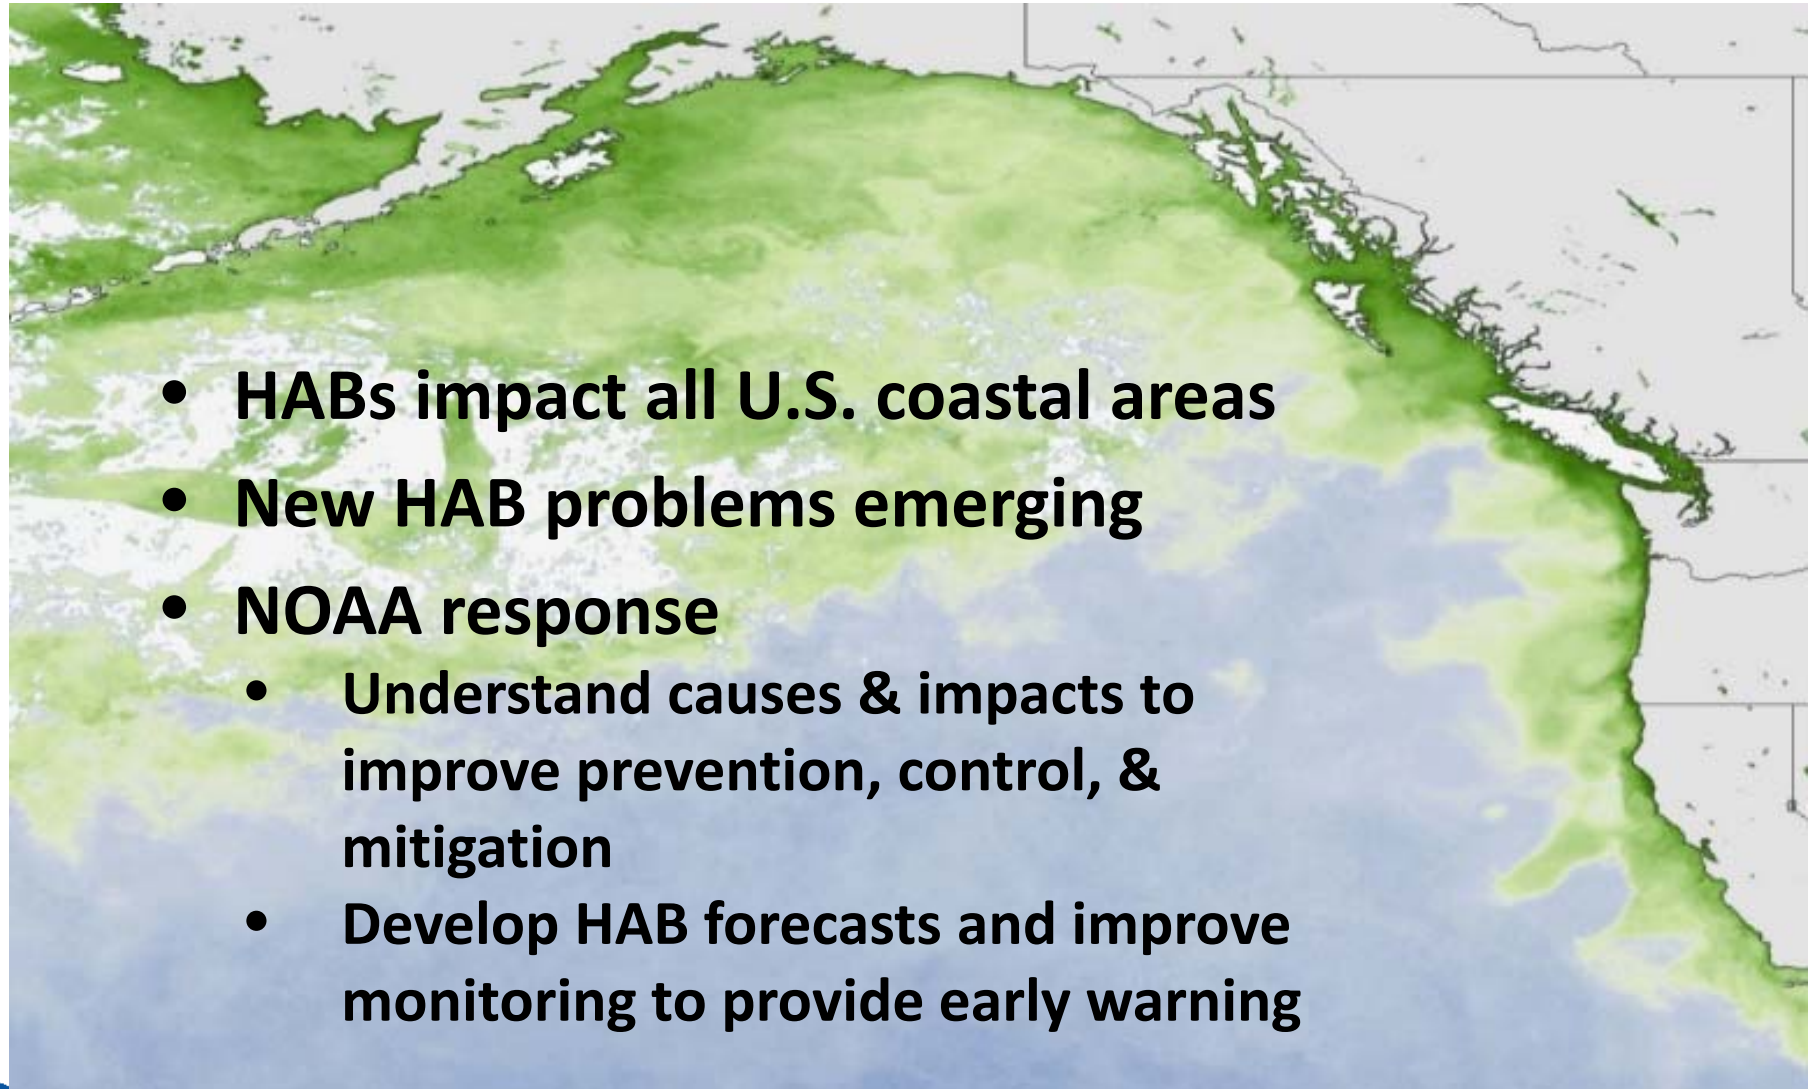 • HABs impact all U.S. coastal areas
• New HAB problems emerging
• NOAA response
• Understand causes & impacts to
improve prevention, control, &
mitigation
• Develop HAB forecasts and improve
monitoring to provide early warning